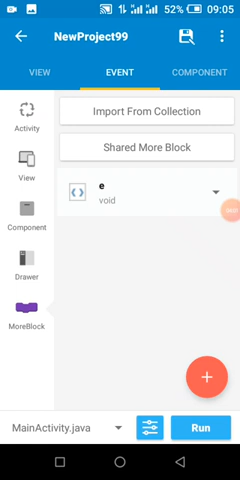 52% 09:05
NewProject99
VIEW
EVENT
COMPONENT
Activity
View
Component
Drawer
MoreBlock
Import From Collection
Shared More Block
e
void
MainActivity.java
Run